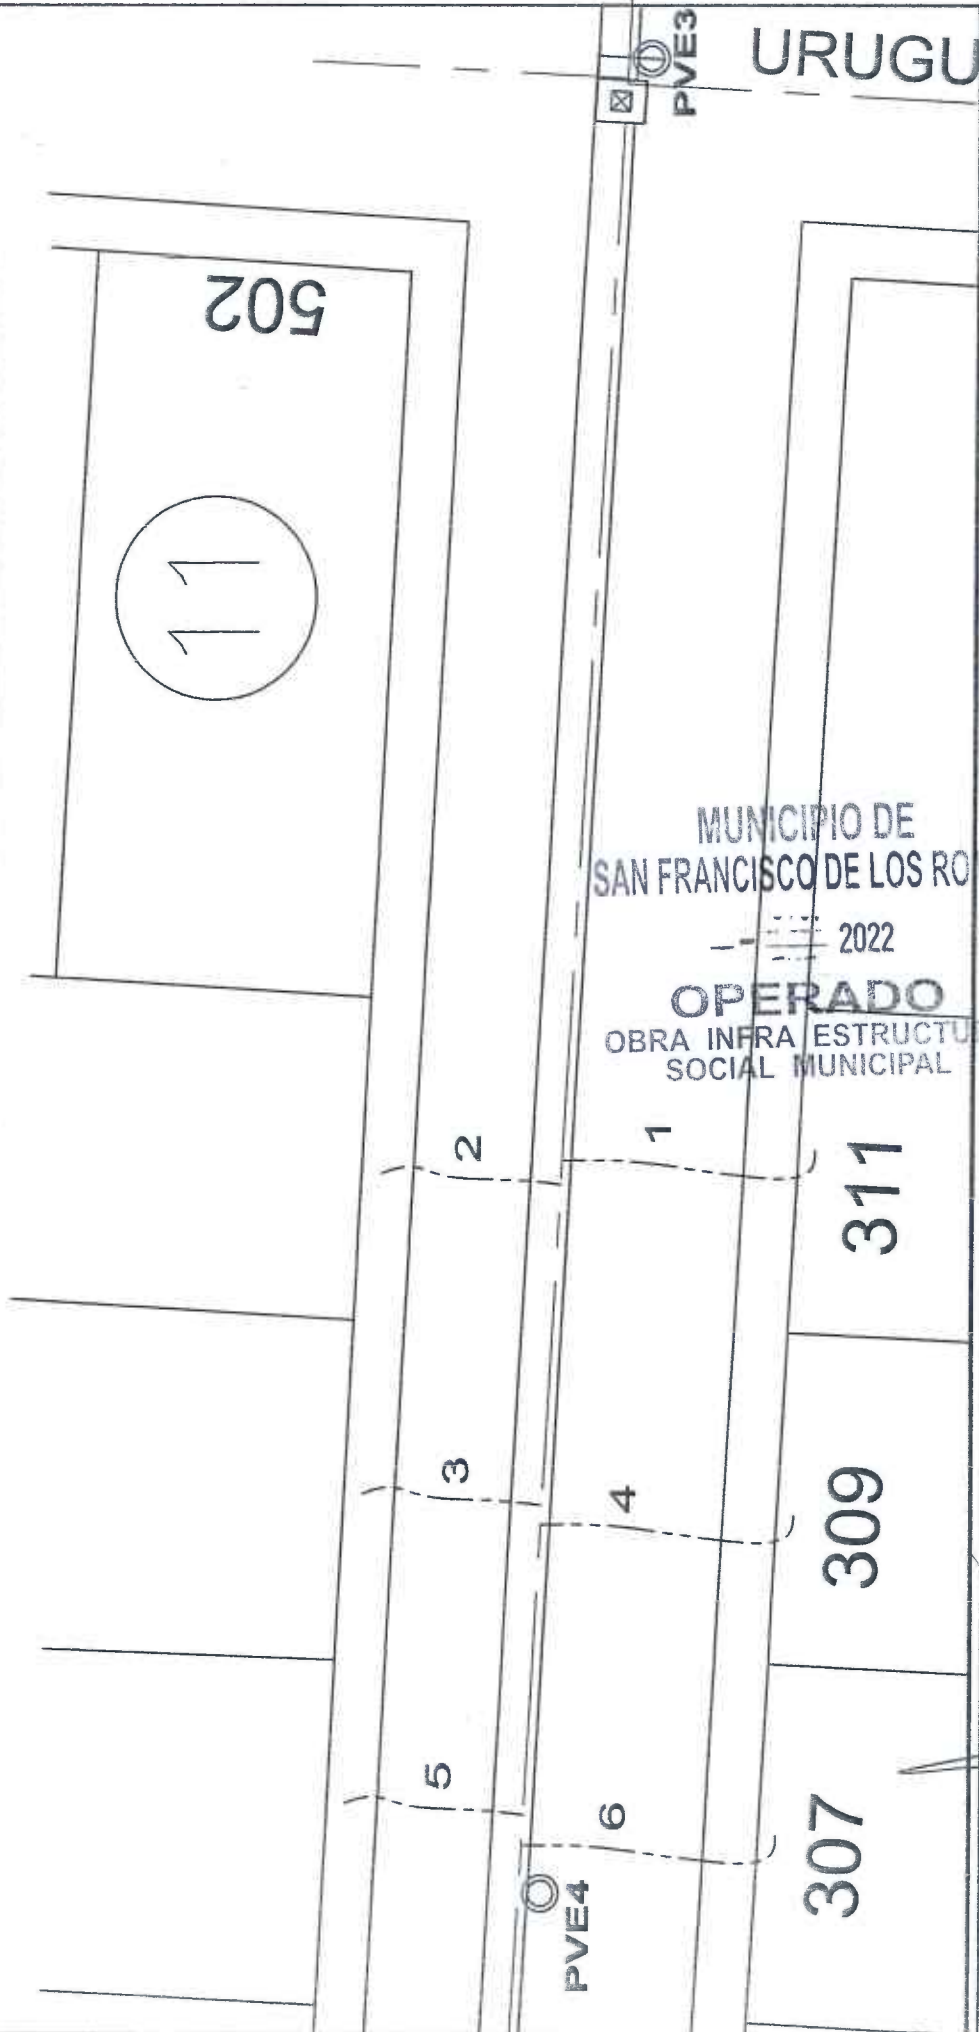 PVE3
URUGU
502
11
MUNICIPIO DE
SAN FRANCISCO DE LOS RO
2022
OPERADO
OBRA INFRA ESTRUCTU
SOCIAL MUNICIPAL
2
1
311
3
4
309
5
6
307
PVE4